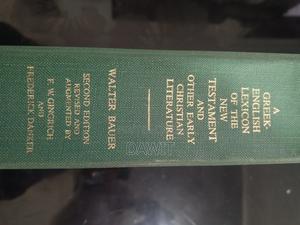 A
GREEK-
ENGLISH
LEXICON
OF THE
NEW
TESTAMENT
AND
OTHER EARLY
CHRISTIAN
LITERATURE
WALTER BAUER
SECOND EDITION
REVISED AND
AUGMENTED BY
F. W. GINGRICH
AND
FREDERICK DANKER
DAWIT